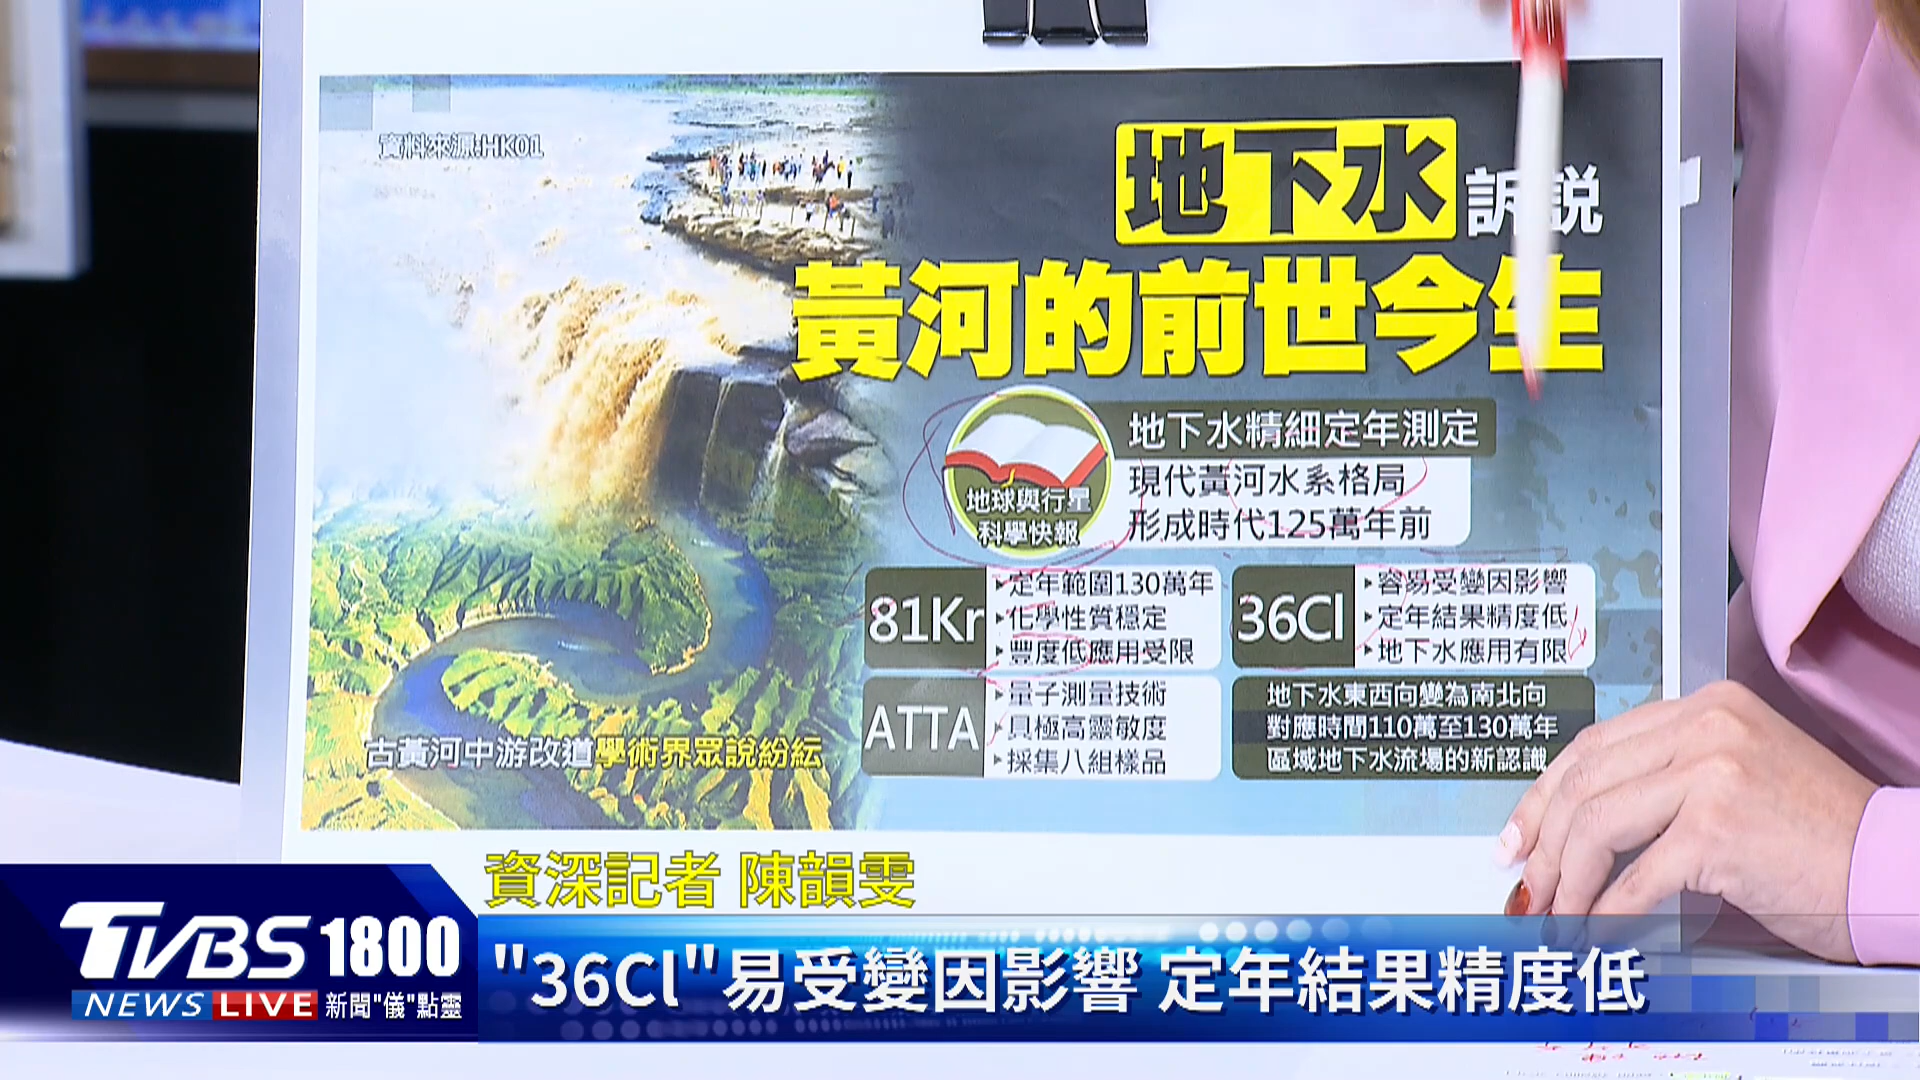 資料來源:HK01
地下水訴説
黃河的前世今生
地球與行星
科學快報
地下水精細定年測定
現代黃河水系格局
形成時代125萬年前
81Kr
▸定年範圍130萬年
▸化學性質穩定
▸豐度低應用受限
36Cl
▸容易受變因影響
▸定年結果精度低
▸地下水應用有限
ATTA
▸量子測量技術
▸具極高靈敏度
▸採集八組樣品
地下水東西向變為南北向
對應時間110萬至130萬年
區域地下水流場的新認識
古黃河中游改道學術界眾說紛紜
資深記者 陳韻雯
TVBS 1800
NEWS LIVE 新聞"儀"點靈
"36Cl"易受變因影響 定年結果精度低